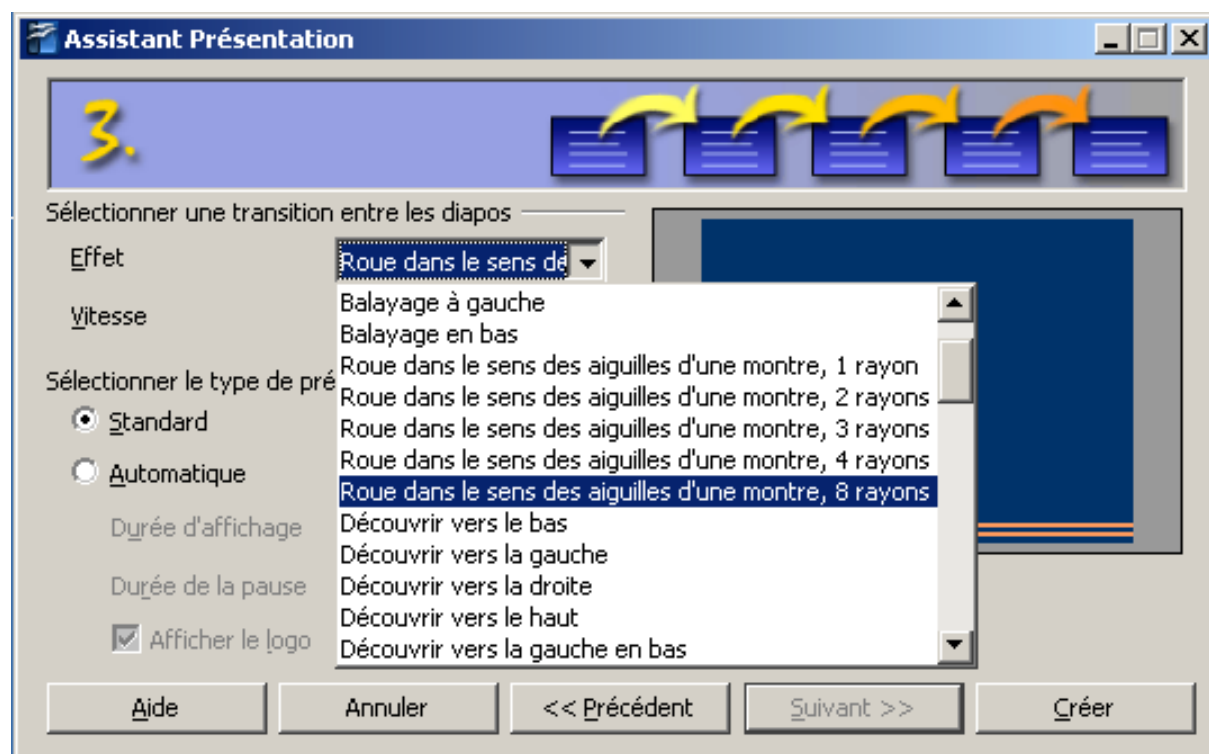 Assistant Présentation
3.
Sélectionner une transition entre les diapos
Effet
Roue dans le sens de
Vitesse
Balayage à gauche
Balayage en bas
Roue dans le sens des aiguilles d'une montre, 1 rayon
Roue dans le sens des aiguilles d'une montre, 2 rayons
Roue dans le sens des aiguilles d'une montre, 3 rayons
Roue dans le sens des aiguilles d'une montre, 4 rayons
Roue dans le sens des aiguilles d'une montre, 8 rayons
Découvrir vers le bas
Découvrir vers la gauche
Découvrir vers la droite
Découvrir vers le haut
Découvrir vers la gauche en bas
Sélectionner le type de pré
Standard
Automatique
Durée d'affichage
Durée de la pause
Afficher le logo
Aide
Annuler
<< Précédent
Suivant >>
Créer